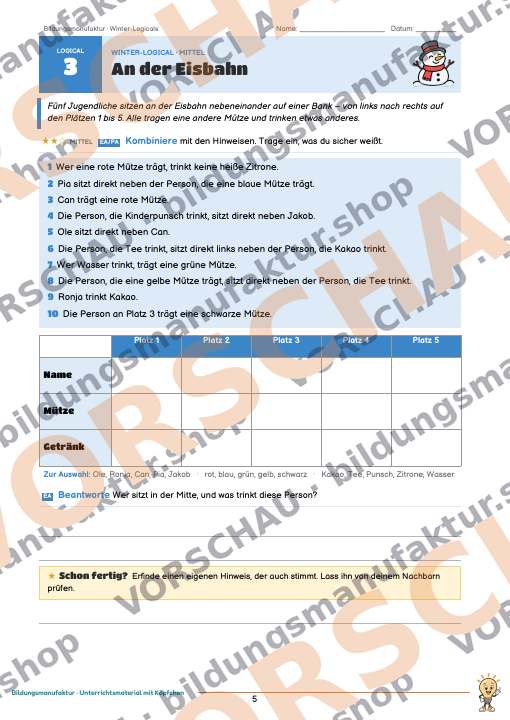 Bildungsmanufaktur · Winter-Logicals Name: Datum:
LOGICAL
3
WINTER-LOGICAL · MITTEL
An der Eisbahn
Fünf Jugendliche sitzen an der Eisbahn nebeneinander auf einer Bank – von links nach rechts auf
den Plätzen 1 bis 5. Alle tragen eine andere Mütze und trinken etwas anderes.
★★ MITTEL EA/PA Kombiniere mit den Hinweisen. Trage ein, was du sicher weißt.
1 Wer eine rote Mütze trägt, trinkt keine heiße Zitrone.
2 Pia sitzt direkt neben der Person, die eine blaue Mütze trägt.
3 Can trägt eine rote Mütze.
4 Die Person, die Kinderpunsch trinkt, sitzt direkt neben Jakob.
5 Ole sitzt direkt neben Can.
6 Die Person, die Tee trinkt, sitzt direkt links neben der Person, die Kakao trinkt.
7 Wer Wasser trinkt, trägt eine grüne Mütze.
8 Die Person, die eine gelbe Mütze trägt, sitzt direkt neben der Person, die Tee trinkt.
9 Ronja trinkt Kakao.
10 Die Person an Platz 3 trägt eine schwarze Mütze.
Platz 1 Platz 2 Platz 3 Platz 4 Platz 5
Name
Mütze
Getränk
Zur Auswahl: Ole, Ronja, Can, Pia, Jakob · rot, blau, grün, gelb, schwarz · Kakao, Tee, Punsch, Zitrone, Wasser
EA Beantworte Wer sitzt in der Mitte, und was trinkt diese Person?
★ Schon fertig? Erfinde einen eigenen Hinweis, der auch stimmt. Lass ihn von deinem Nachbarn
prüfen.
Bildungsmanufaktur · Unterrichtsmaterial mit Köpfchen
5
VORSCHAU · bildungsmanufaktur.shop
VORSCHAU